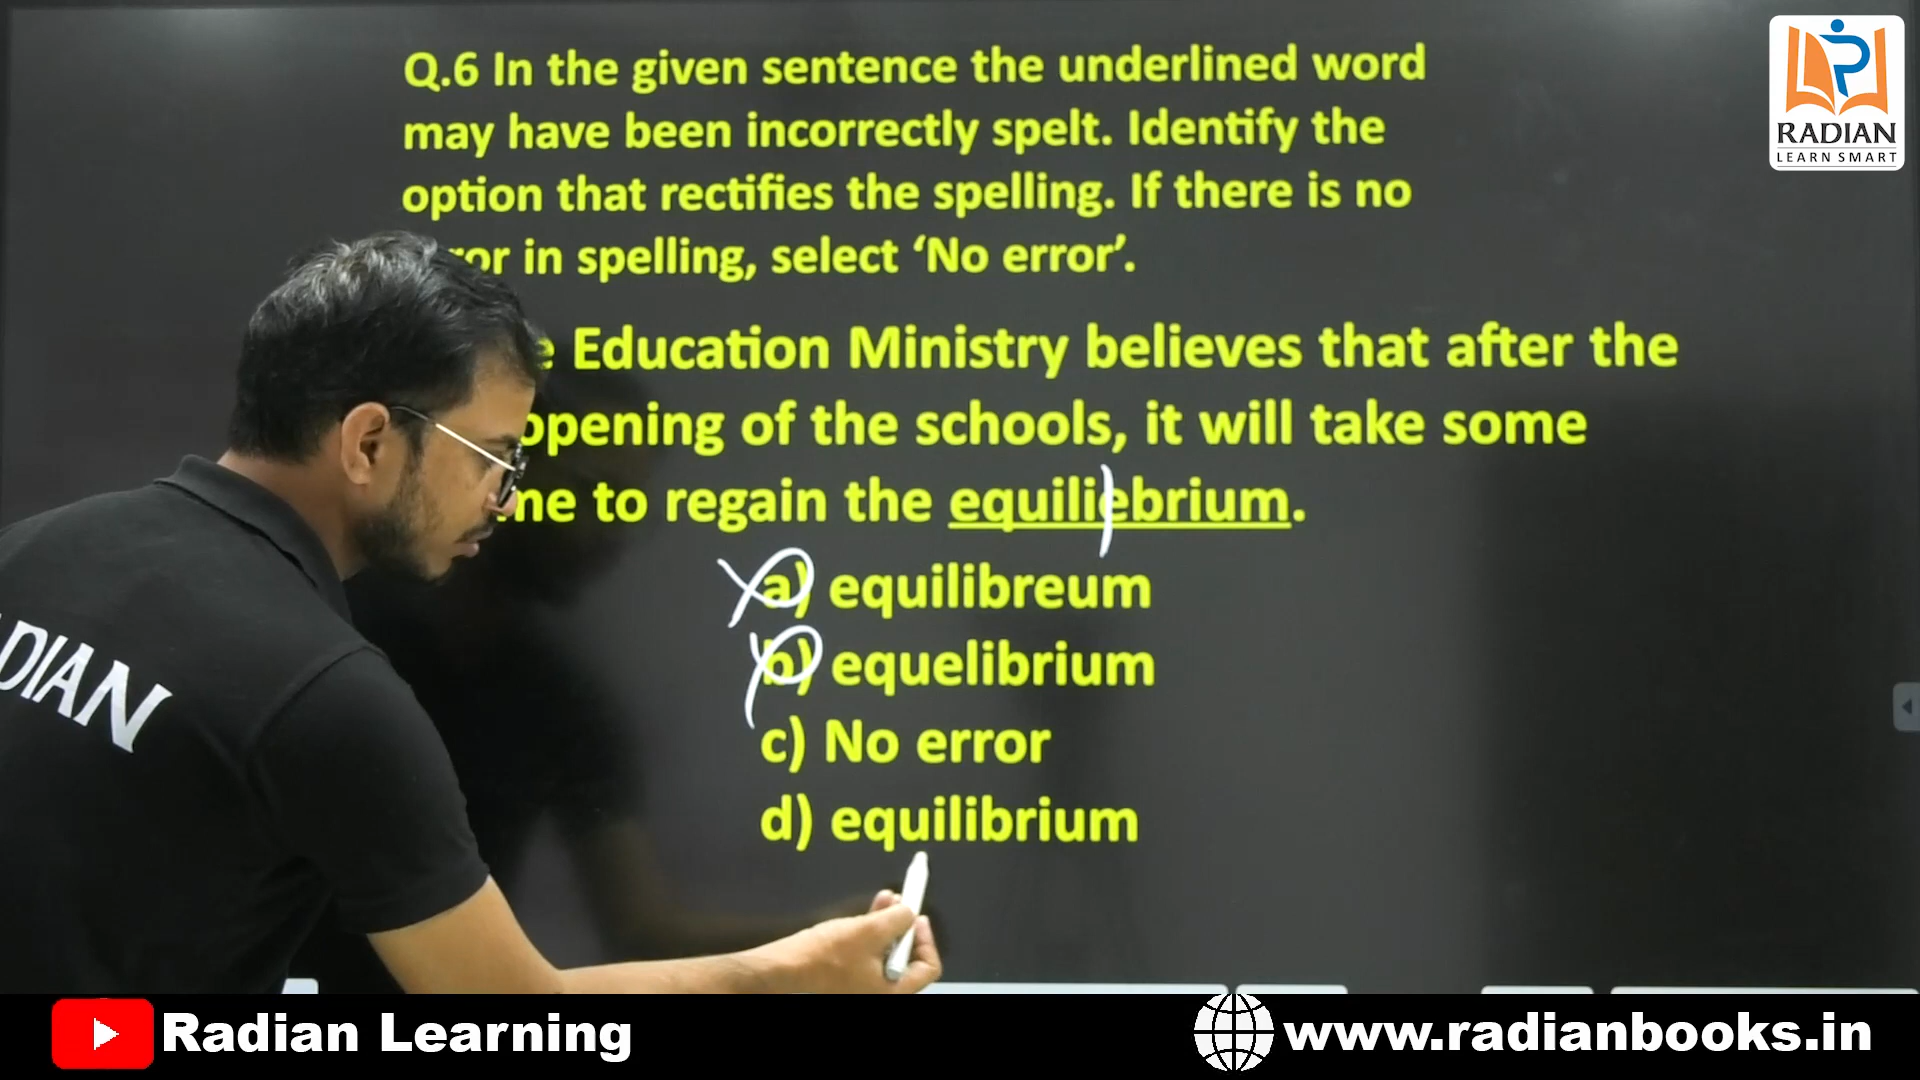 Q.6 In the given sentence the underlined word
may have been incorrectly spelt. Identify the
option that rectifies the spelling. If there is no
in spelling, select ‘No error’.
Education Ministry believes that after the
opening of the schools, it will take some
to regain the equiliebrium.
a) equilibreum
b) equelibrium
c) No error
d) equilibrium
RADIAN
LEARN SMART
DIAN
Radian Learning
www.radianbooks.in